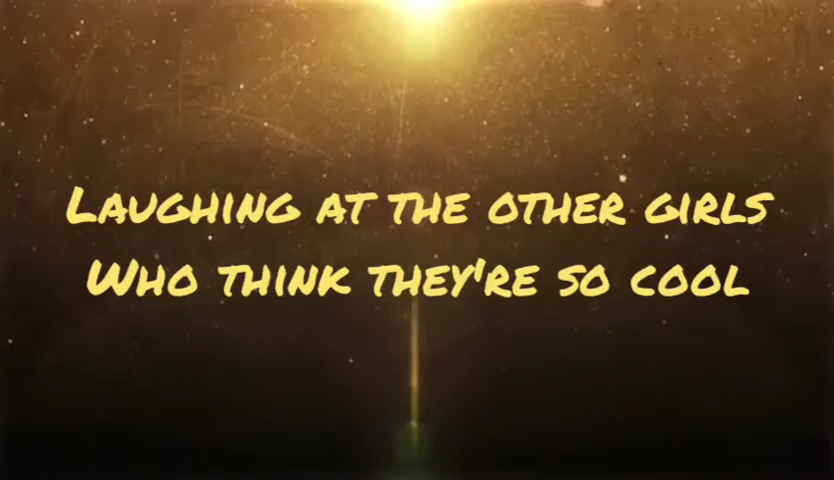 Laughing at the other girls
Who think they're so cool